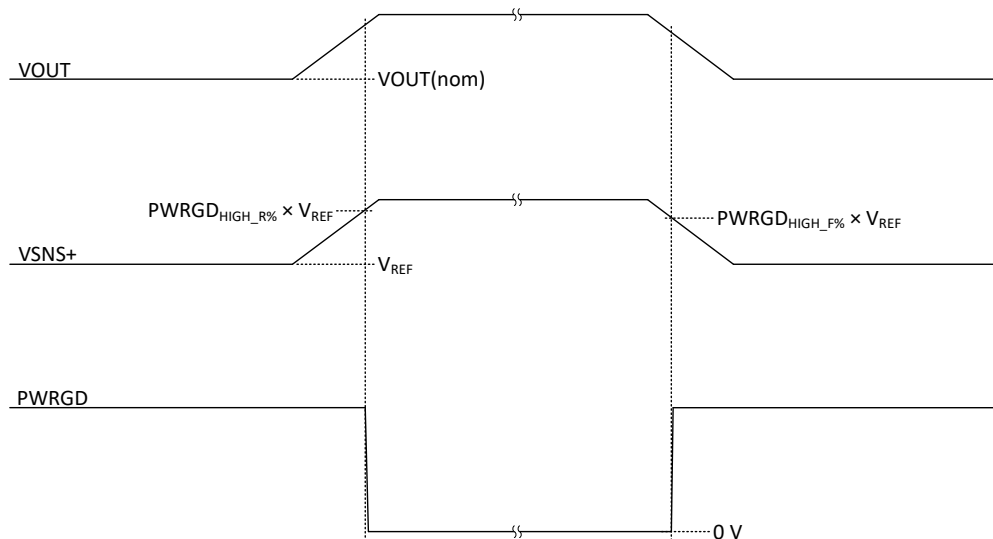 VOUT
VOUT(nom)
PWRGD_HIGH_R% × V_REF
PWRGD_HIGH_F% × V_REF
VSNS+
V_REF
PWRGD
0 V